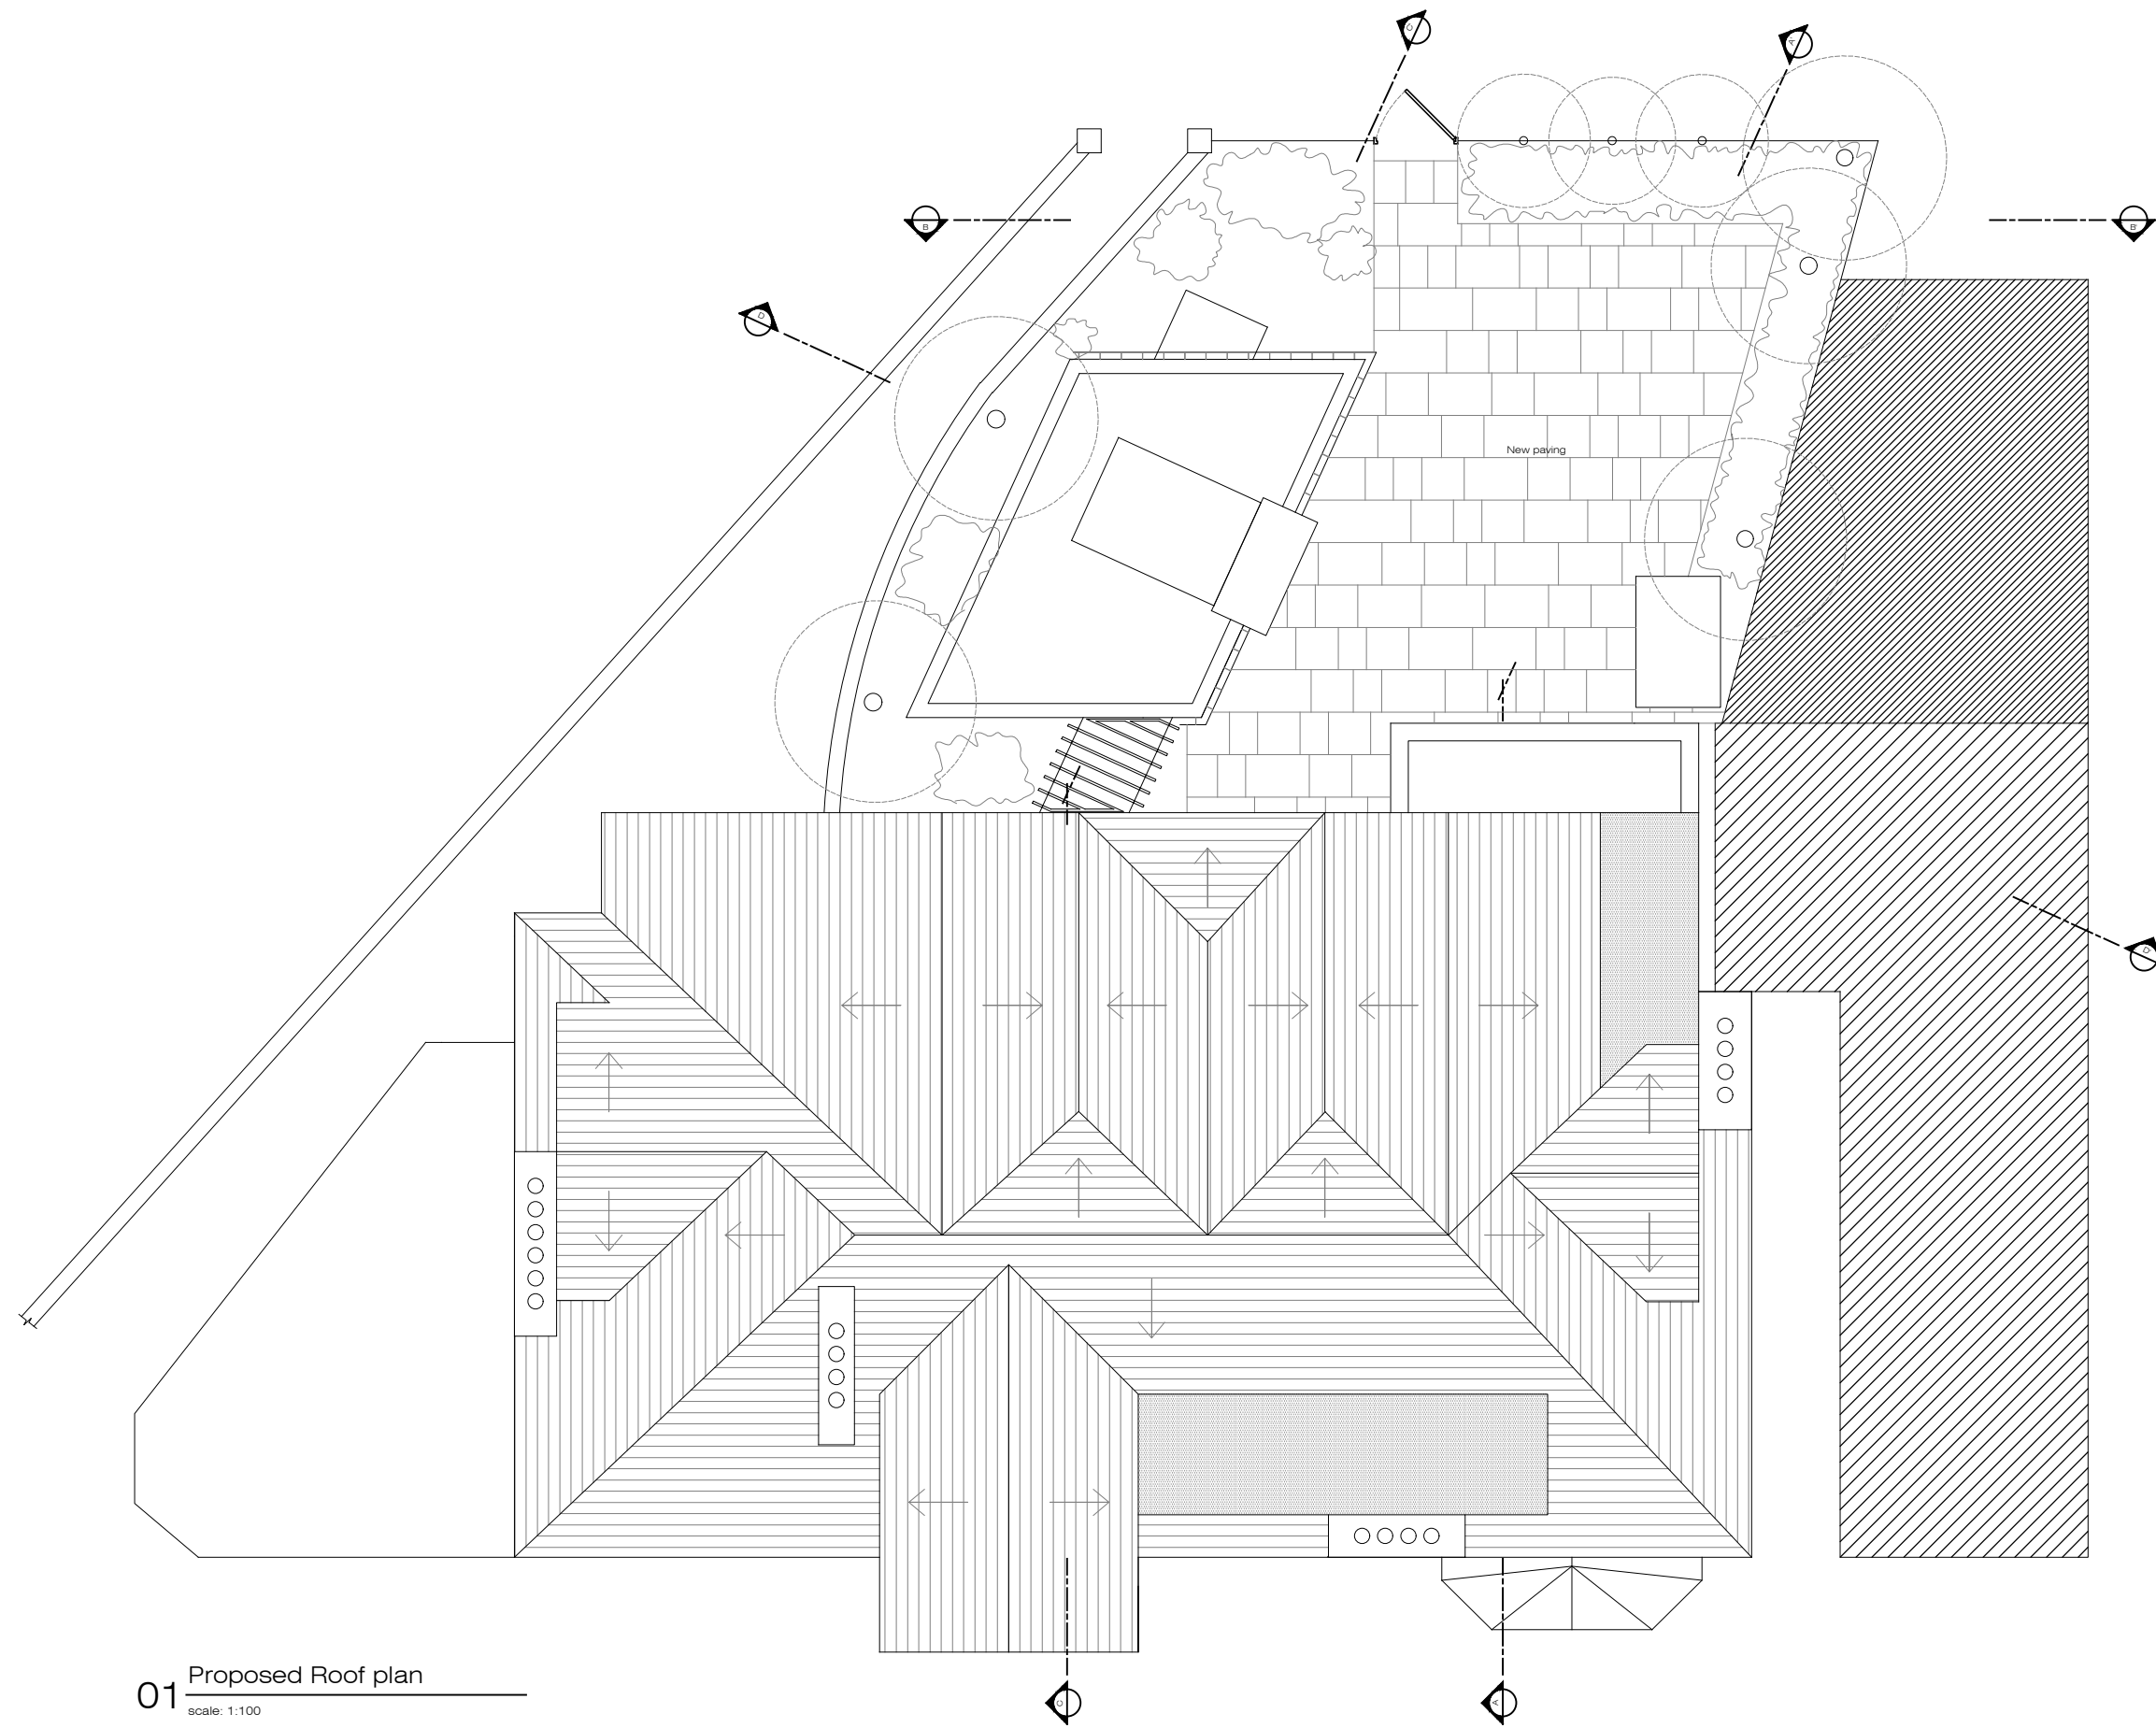 C'
A'
B
B'
D
New paving
D'
C
A
01
Proposed Roof plan
scale: 1:100